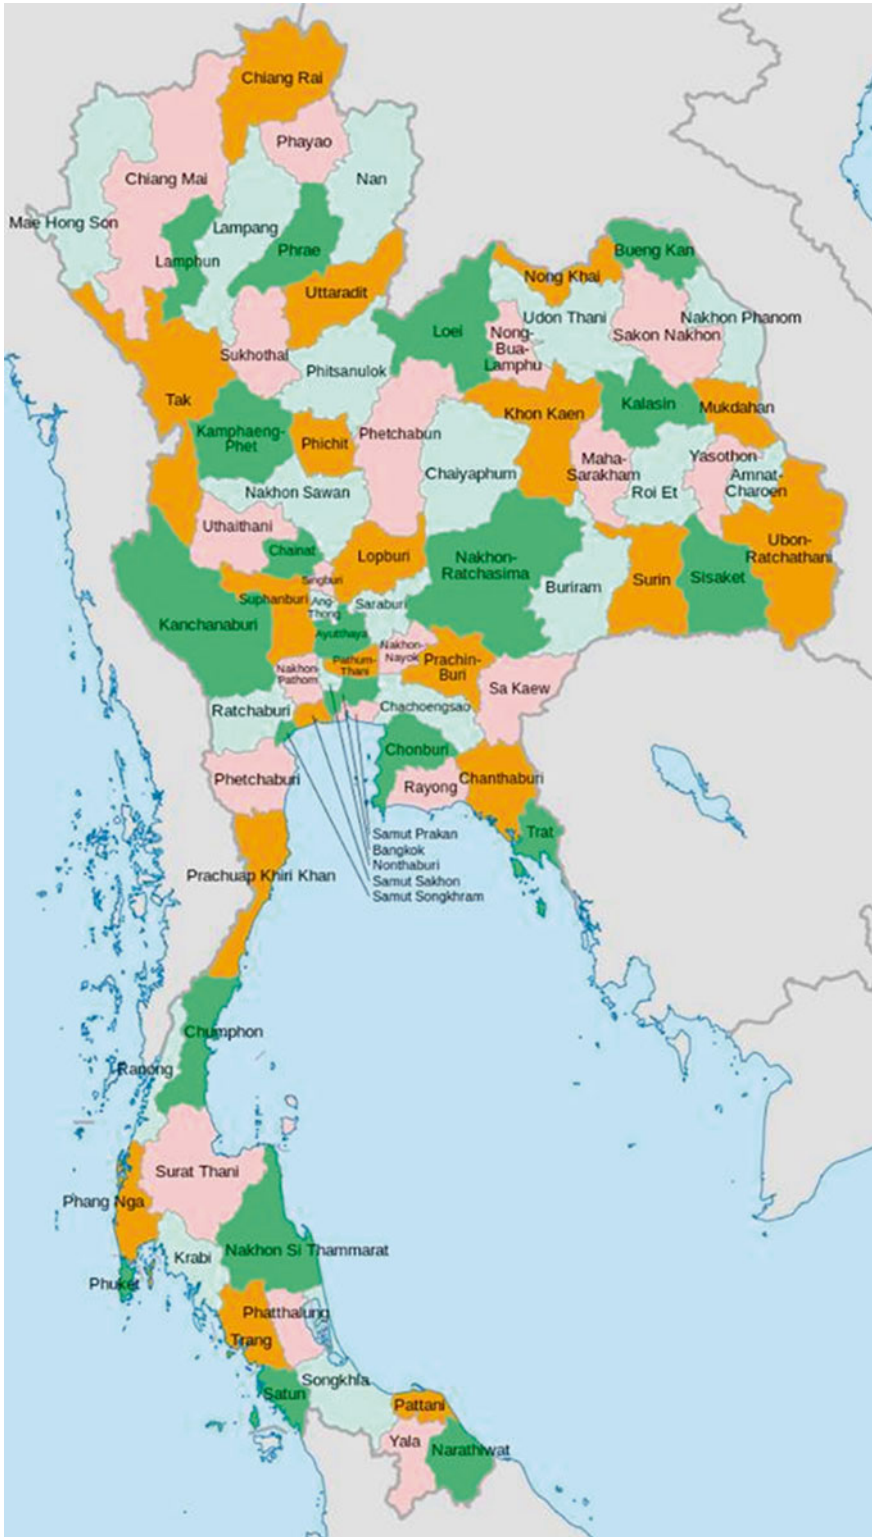 Chiang Rai
Phayao
Chiang Mai
Nan
Mae Hong Son
Lampang
Phrae
Lamphun
Bueng Kan
Nong Khai
Uttaradit
Udon Thani
Nakhon Phanom
Loei
Nong-
Bua-
Lamphu
Sakon Nakhon
Sukhothai
Phitsanulok
Tak
Khon Kaen
Kalasin
Mukdahan
Kamphaeng-
Phet
Phichit
Phetchabun
Maha-
Sarakham
Yasothon
Chaiyaphum
Amnat-
Charoen
Roi Et
Nakhon Sawan
Uthaithani
Ubon-
Ratchathani
Chainat
Lopburi
Nakhon-
Ratchasima
Singburi
Surin
Sisaket
Buriram
Suphanburi
Ang-
Thong
Saraburi
Kanchanaburi
Ayutthaya
Nakhon-
Nayok
Pathum-
Thani
Prachin-
Buri
Nakhon-
Pathom
Sa Kaew
Ratchaburi
Chachoengsao
Chonburi
Phetchaburi
Rayong
Chanthaburi
Trat
Samut Prakan
Bangkok
Nonthaburi
Samut Sakhon
Samut Songkhram
Prachuap Khiri Khan
Chumphon
Ranong
Surat Thani
Phang Nga
Krabi
Nakhon Si Thammarat
Phuket
Phatthalung
Trang
Songkhla
Satun
Pattani
Yala
Narathiwat